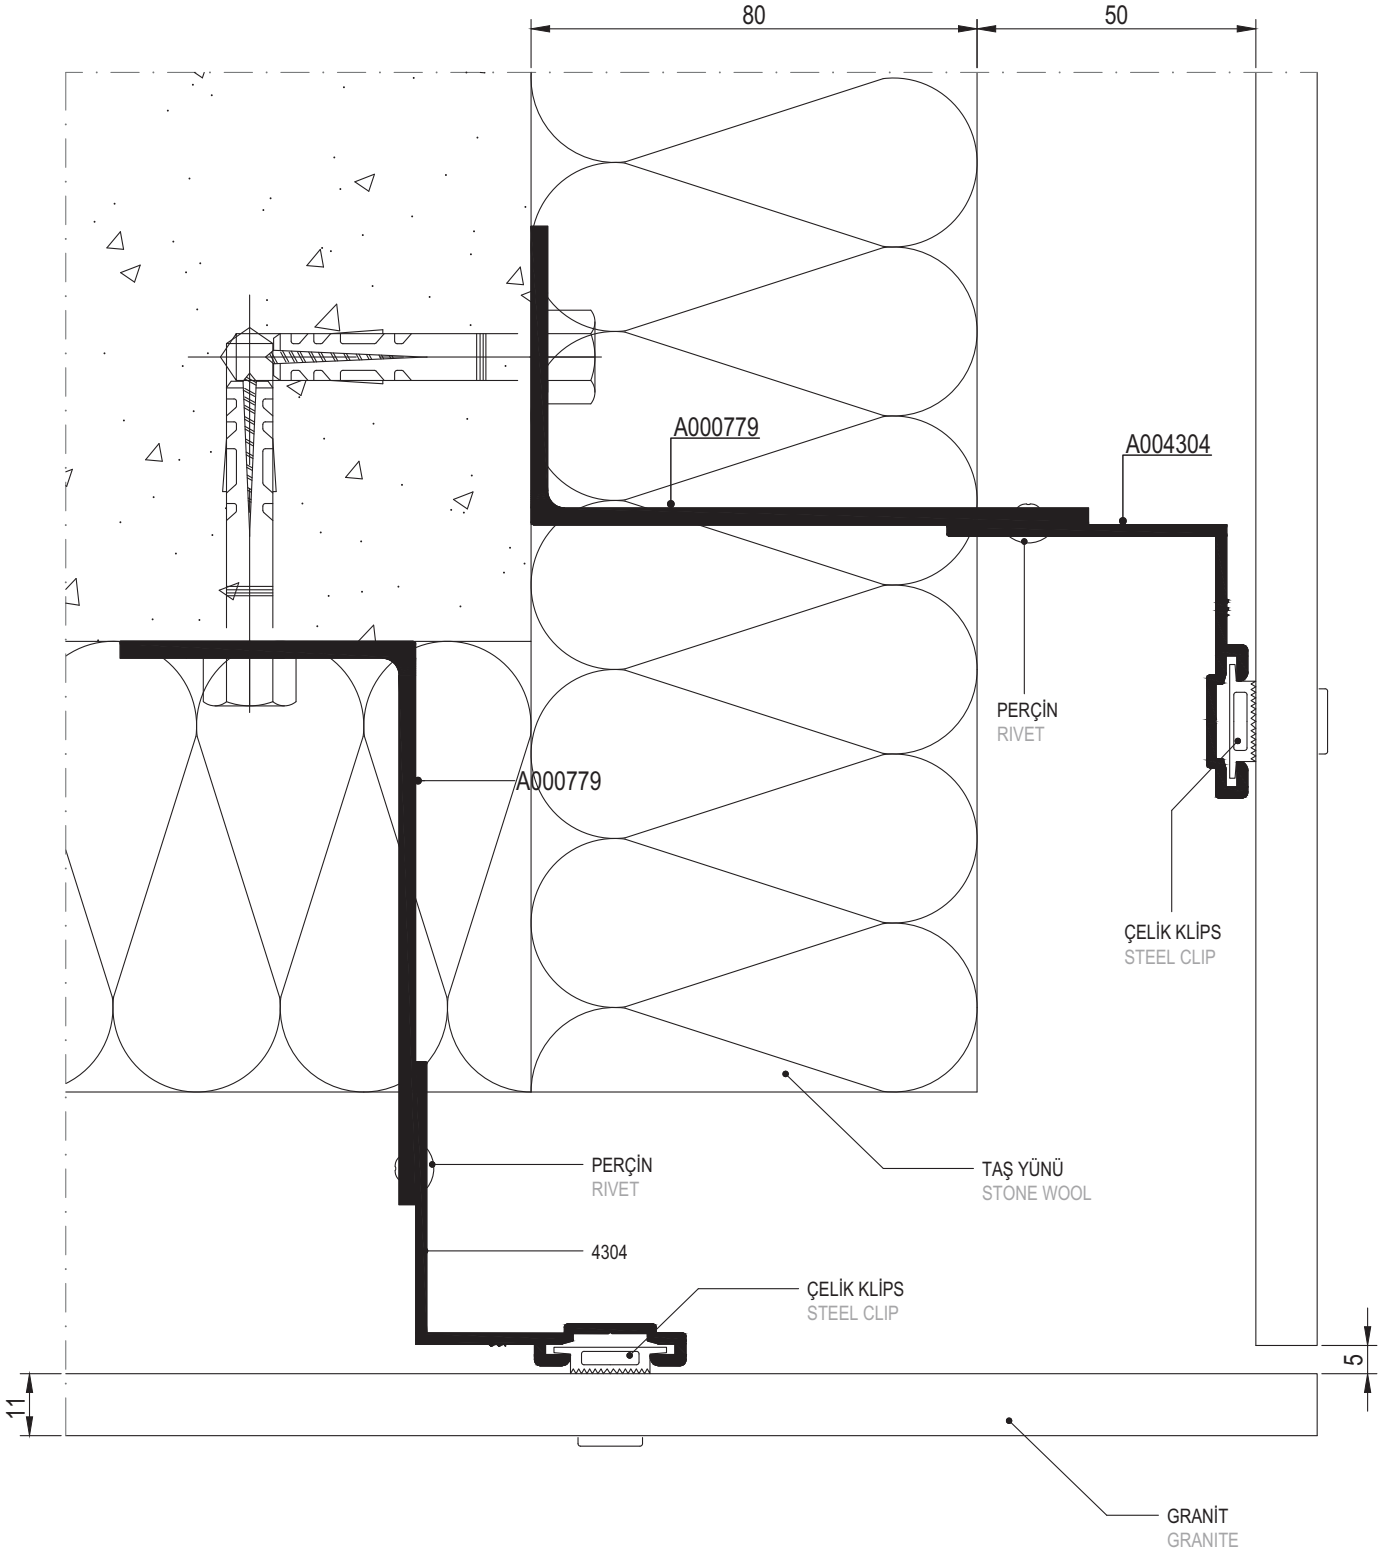 80
50
A000779
A004304
PERÇİN
RIVET
A000779
ÇELİK KLİPS
STEEL CLIP
PERÇİN
RIVET
TAŞ YÜNÜ
STONE WOOL
4304
ÇELİK KLİPS
STEEL CLIP
5
11
GRANİT
GRANITE